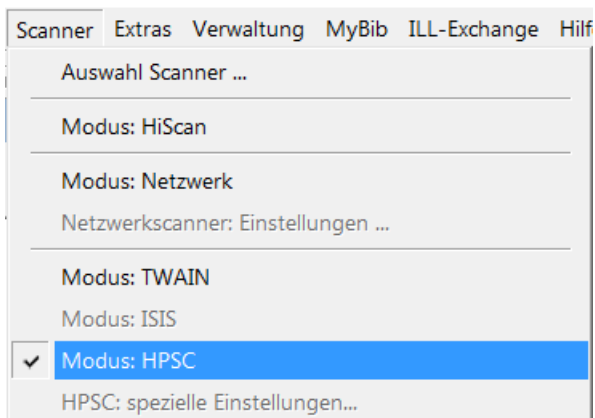 Scanner Extras Verwaltung MyBib ILL-Exchange Hilf
Auswahl Scanner ...
Modus: HiScan
Modus: Netzwerk
Netzwerkscanner: Einstellungen ...
Modus: TWAIN
Modus: ISIS
Modus: HPSC
HPSC: spezielle Einstellungen...